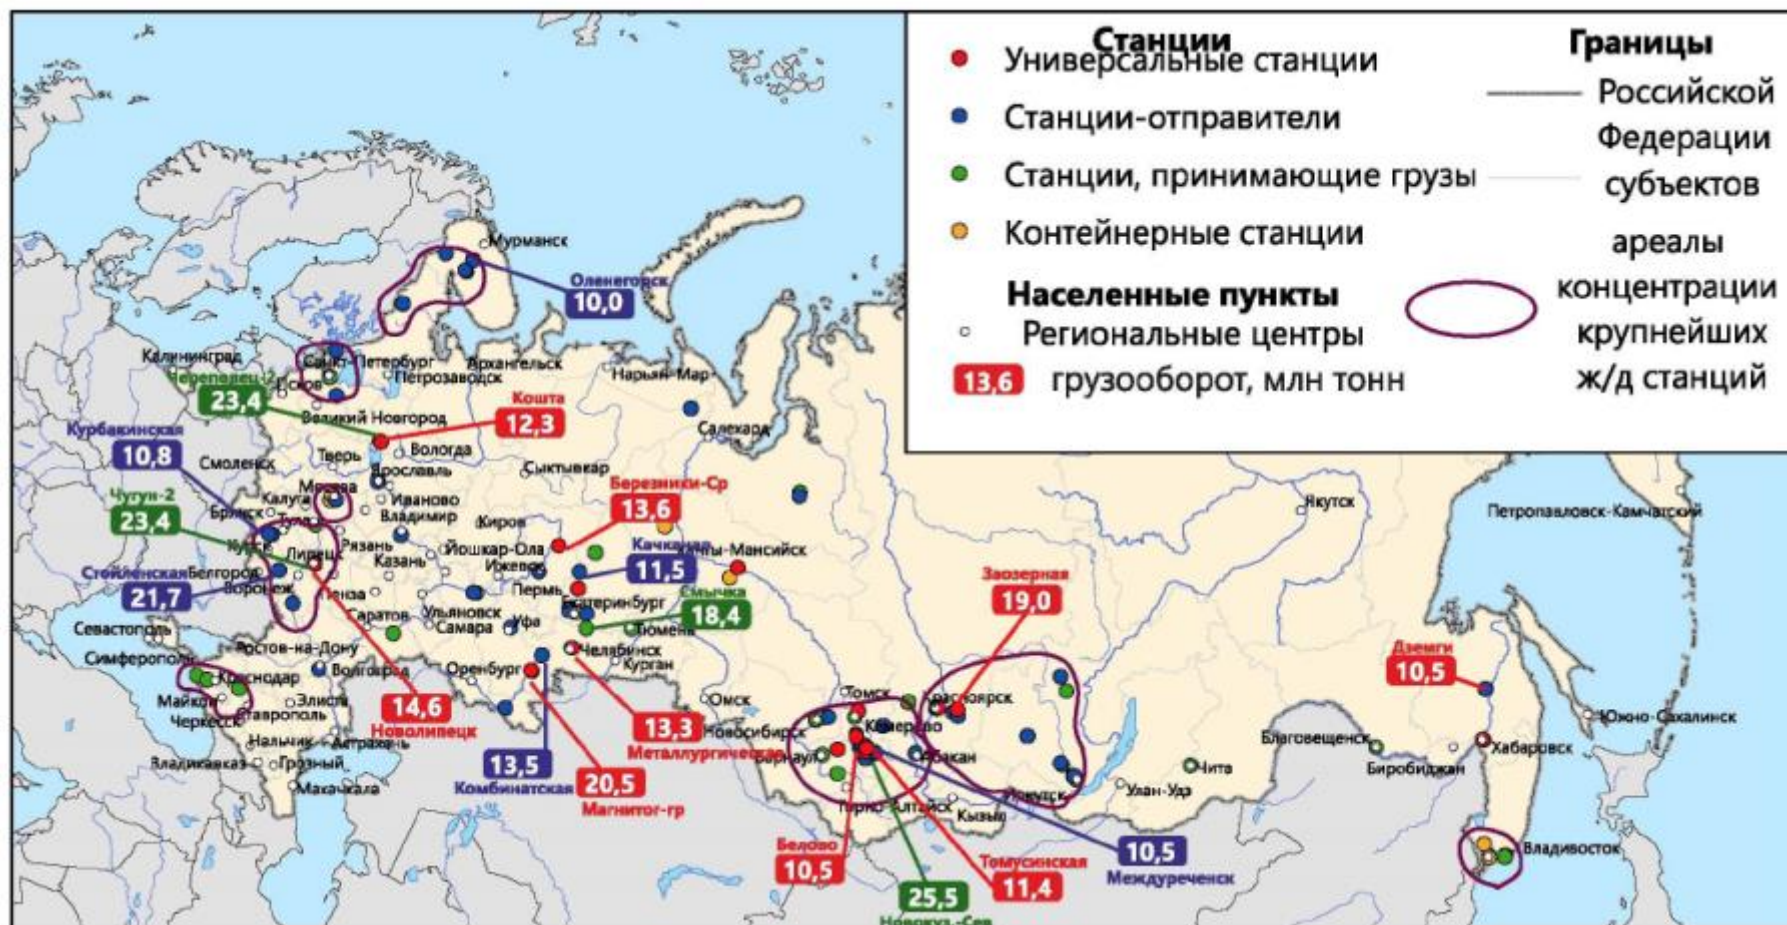 Станции
Универсальные станции
Станции-отправители
Станции, принимающие грузы
Контейнерные станции
Населенные пункты
Региональные центры
13,6 грузооборот, млн тонн
Границы
Российской
Федерации
субъектов
ареалы
концентрации
крупнейших
ж/д станций
Мурманск
Оленегорск
10,0
Калининград
Санкт-Петербург
Архангельск
Череповец-2
Псков
Петрозаводск
Нарьян-Мар
23,4
Кошта
12,3
Великий Новгород
Курбакинская
10,8
Салехард
Смоленск
Тверь
Вологда
Ярославль
Сыктывкар
Березники-Ср
13,6
Чугун-2
23,4
Москва
Калуга
Иваново
Брянск
Тула
Владимир
Киров
Якутск
Петропавловск-Камчатский
Курск
Липецк
Рязань
Казань
Йошкар-Ола
Ижевск
Качканар
11,5
Ханты-Мансийск
Стойленская
21,7
Белгород
Воронеж
Пенза
Пермь
Екатеринбург
Смычка
18,4
Заозерная
19,0
Саратов
Ульяновск
Самара
Уфа
Тюмень
Севастополь
Симферополь
Ростов-на-Дону
Волгоград
Оренбург
Челябинск
Курган
Дземги
10,5
Краснодар
Майкоп
Черкесск
Ставрополь
Элиста
14,6
Новолипецк
13,3
Металлургическая
Омск
Томск
Красноярск
Новосибирск
Кемерово
Барнаул
Абакан
Нальчик
Астрахань
Владикавказ
Грозный
Махачкала
13,5
Комбинатская
20,5
Магнитог-гр
Горно-Алтайск
Кызыл
Иркутск
Улан-Удэ
Чита
Благовещенск
Биробиджан
Хабаровск
Южно-Сахалинск
Владивосток
Белово
10,5
25,5
Новокуз.-Сев
Томусинская
11,4
10,5
Междуреченск